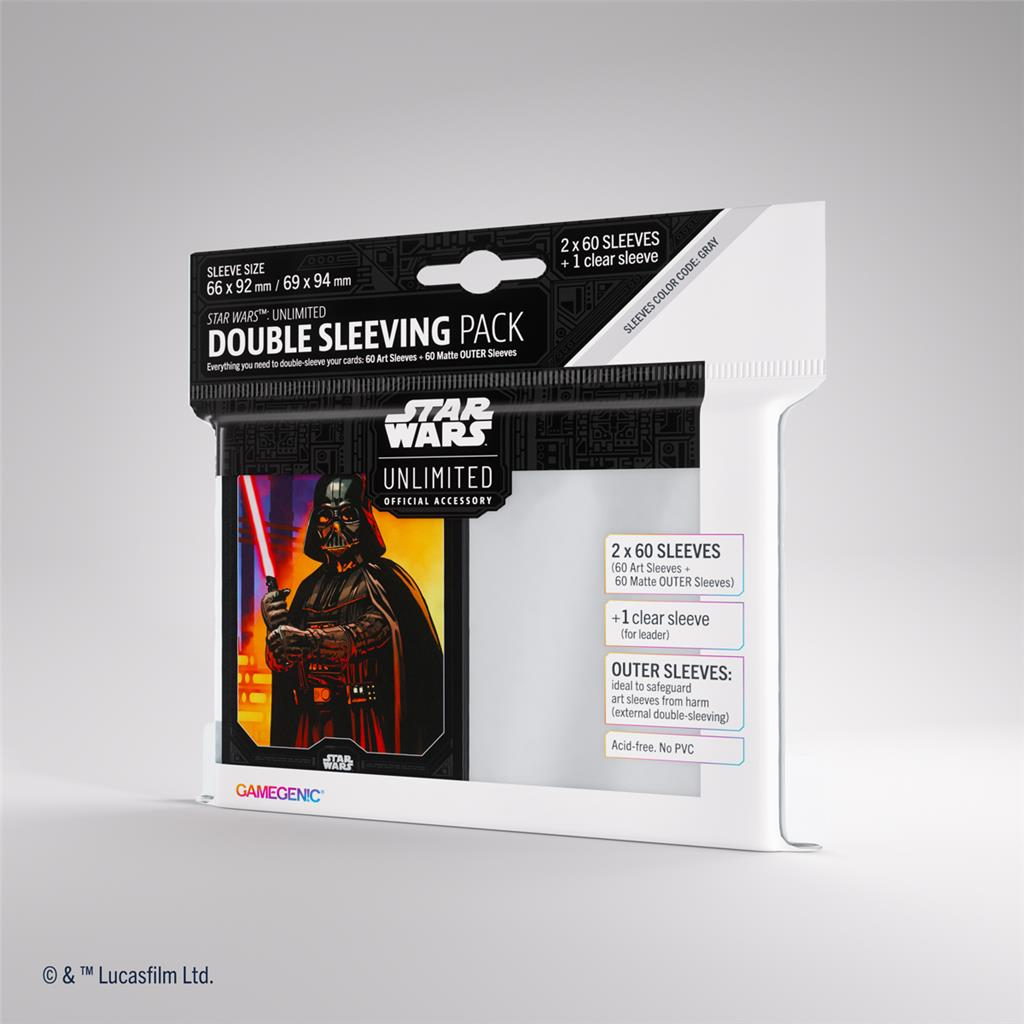 SLEEVE SIZE
66 x 92 mm / 69 x 94 mm
2 x 60 SLEEVES
+ 1 clear sleeve
SLEEVES COLOR CODE: GRAY
STAR WARS™: UNLIMITED
DOUBLE SLEEVING PACK
Everything you need to double-sleeve your cards: 60 Art Sleeves + 60 Matte OUTER Sleeves
STAR
WARS
UNLIMITED
OFFICIAL ACCESSORY
2 x 60 SLEEVES
(60 Art Sleeves +
60 Matte OUTER Sleeves)
+1 clear sleeve
(for leader)
OUTER SLEEVES:
ideal to safeguard
art sleeves from harm
(external double-sleeving)
Acid-free. No PVC
STAR
WARS
GAMEGEN!C®
© & ™ Lucasfilm Ltd.